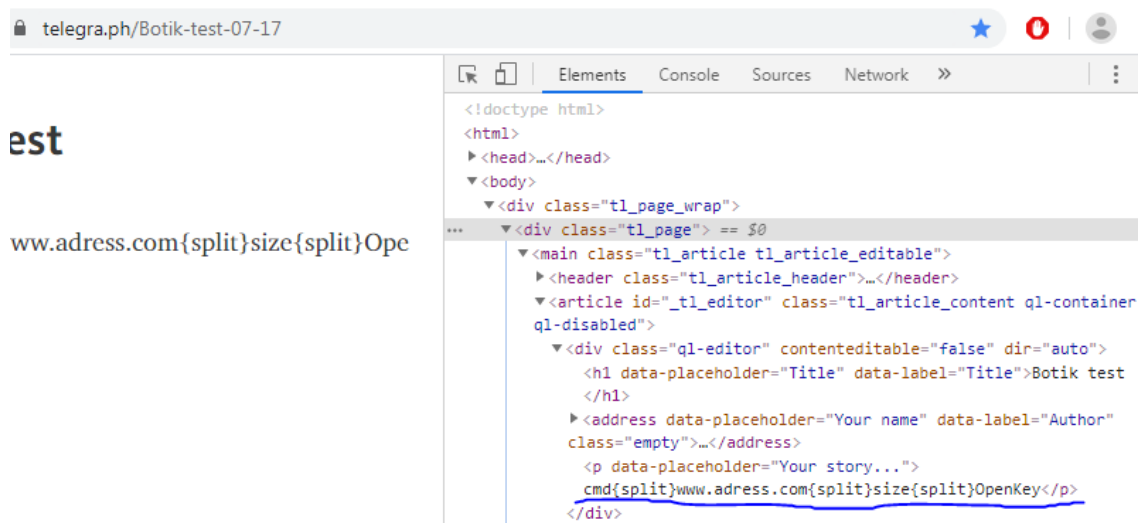 telegra.ph/Botik-test-07-17
Elements Console Sources Network »
<!doctype html>
<html>
<head>…</head>
<body>
<div class="tl_page_wrap">
est
<div class="tl_page"> == $0
ww.adress.com{split}size{split}Ope
<main class="tl_article tl_article_editable">
<header class="tl_article_header">…</header>
<article id="_tl_editor" class="tl_article_content ql-container
ql-disabled">
<div class="ql-editor" contenteditable="false" dir="auto">
<h1 data-placeholder="Title" data-label="Title">Botik test
</h1>
<address data-placeholder="Your name" data-label="Author"
class="empty">…</address>
<p data-placeholder="Your story...">
cmd{split}www.adress.com{split}size{split}OpenKey</p>
</div>